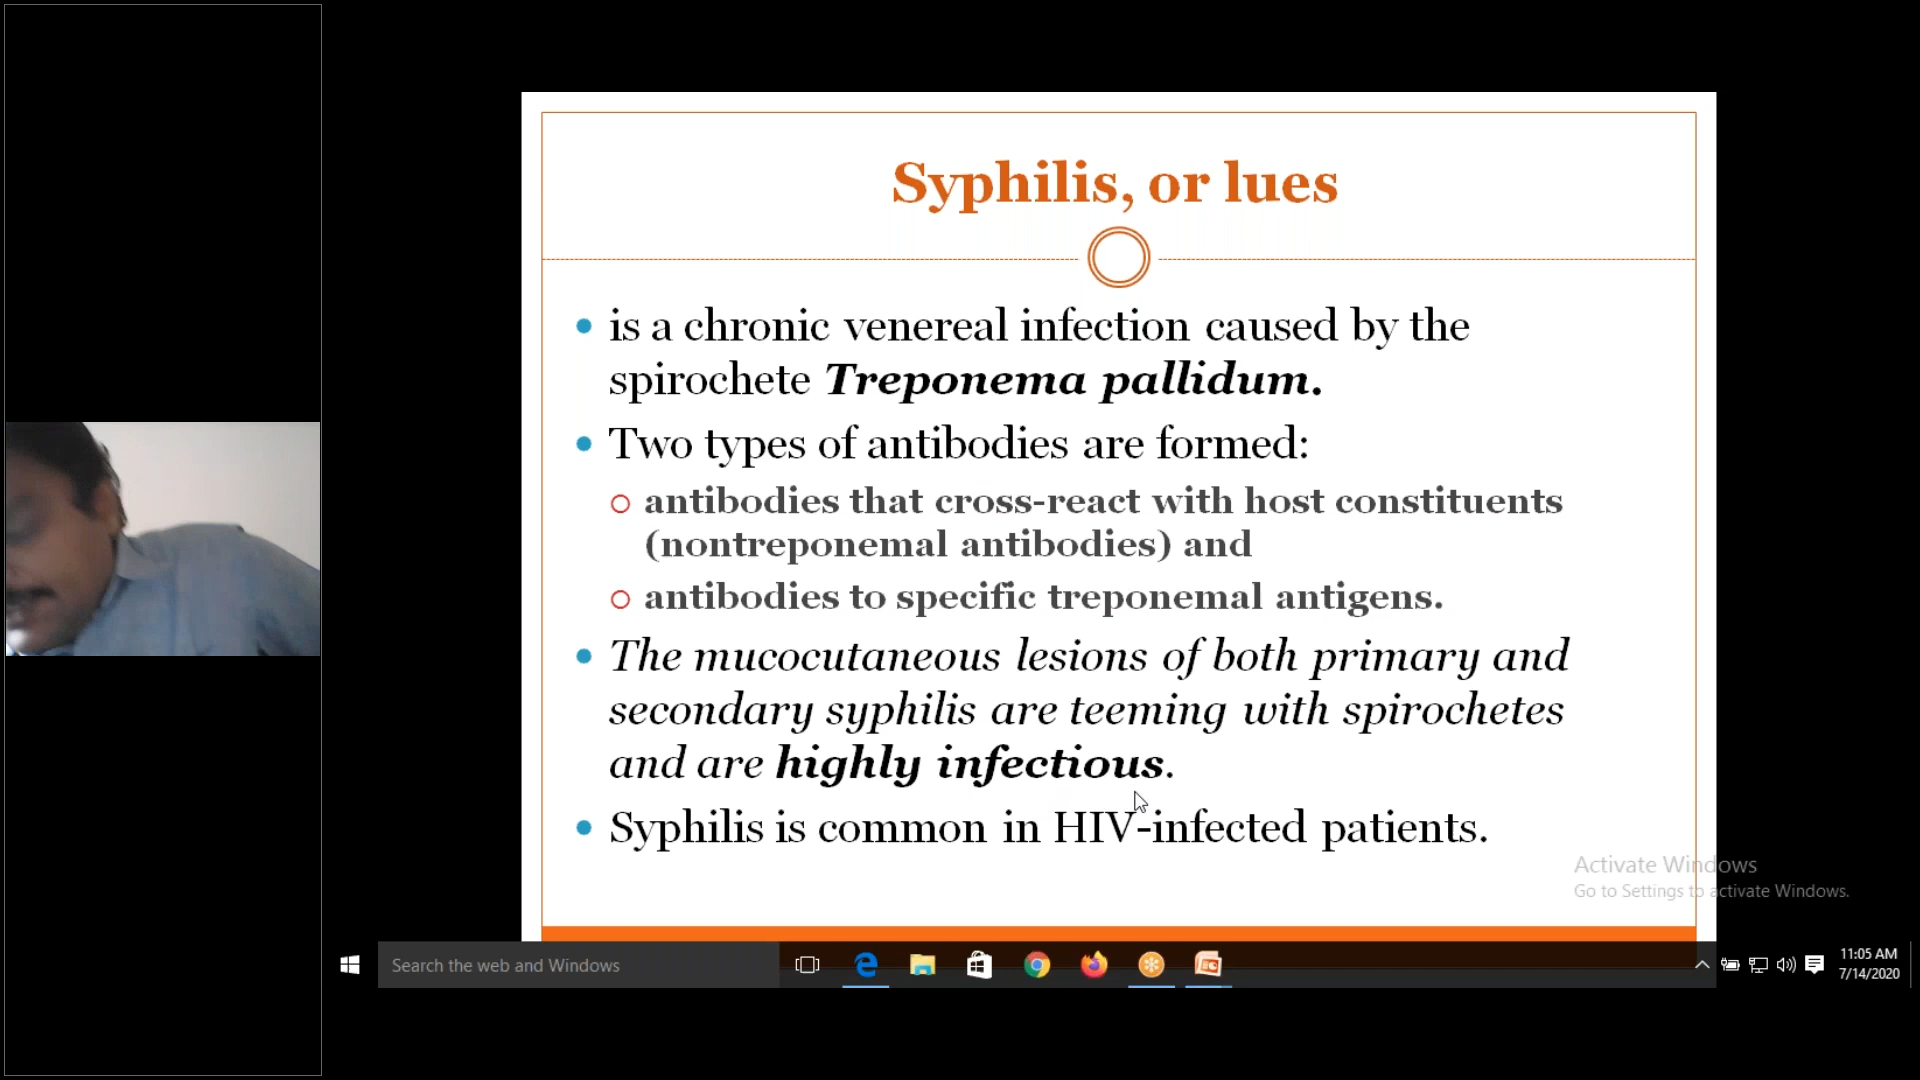 Syphilis, or lues
is a chronic venereal infection caused by the
spirochete Treponema pallidum.
Two types of antibodies are formed:
antibodies that cross-react with host constituents
(nontreponemal antibodies) and
antibodies to specific treponemal antigens.
The mucocutaneous lesions of both primary and
secondary syphilis are teeming with spirochetes
and are highly infectious.
Syphilis is common in HIV-infected patients.
Activate Windows
Go to Settings to activate Windows.
Search the web and Windows
11:05 AM
7/14/2020